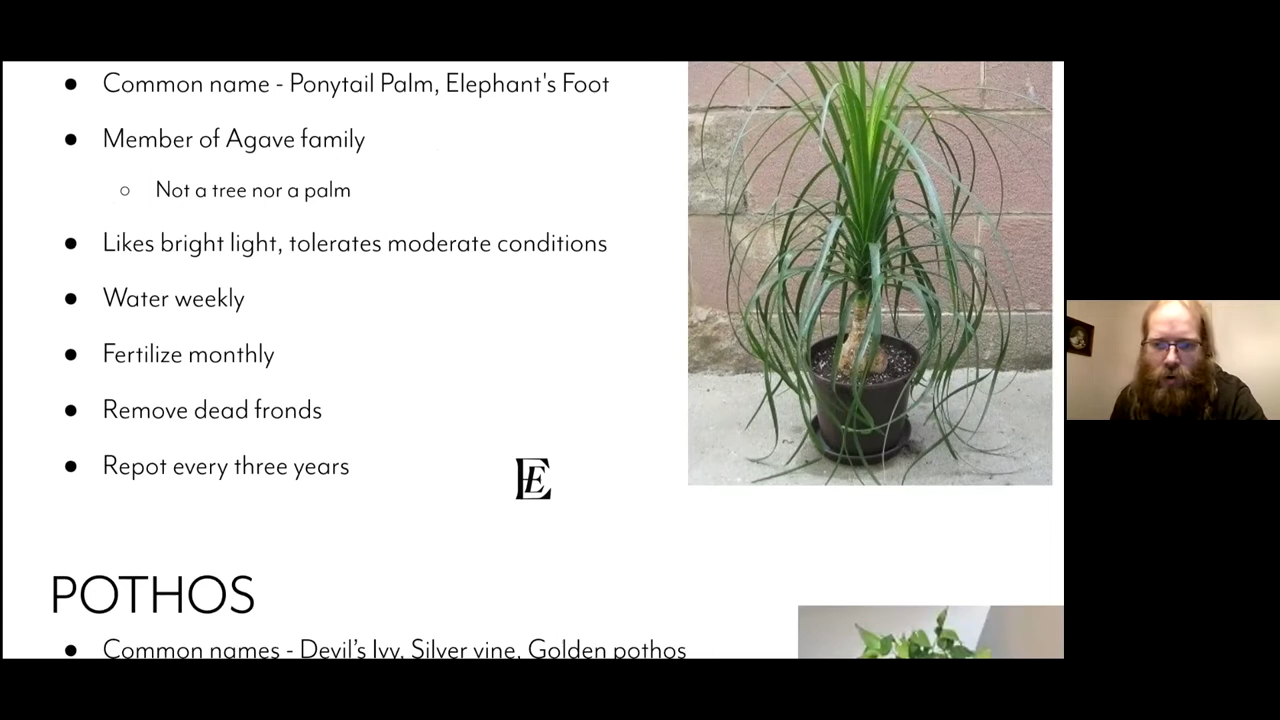 ● Common name - Ponytail Palm, Elephant's Foot
● Member of Agave family
○ Not a tree nor a palm
● Likes bright light, tolerates moderate conditions
● Water weekly
● Fertilize monthly
● Remove dead fronds
● Repot every three years
EE
POTHOS
● Common names - Devil’s Ivy, Silver vine, Golden pothos